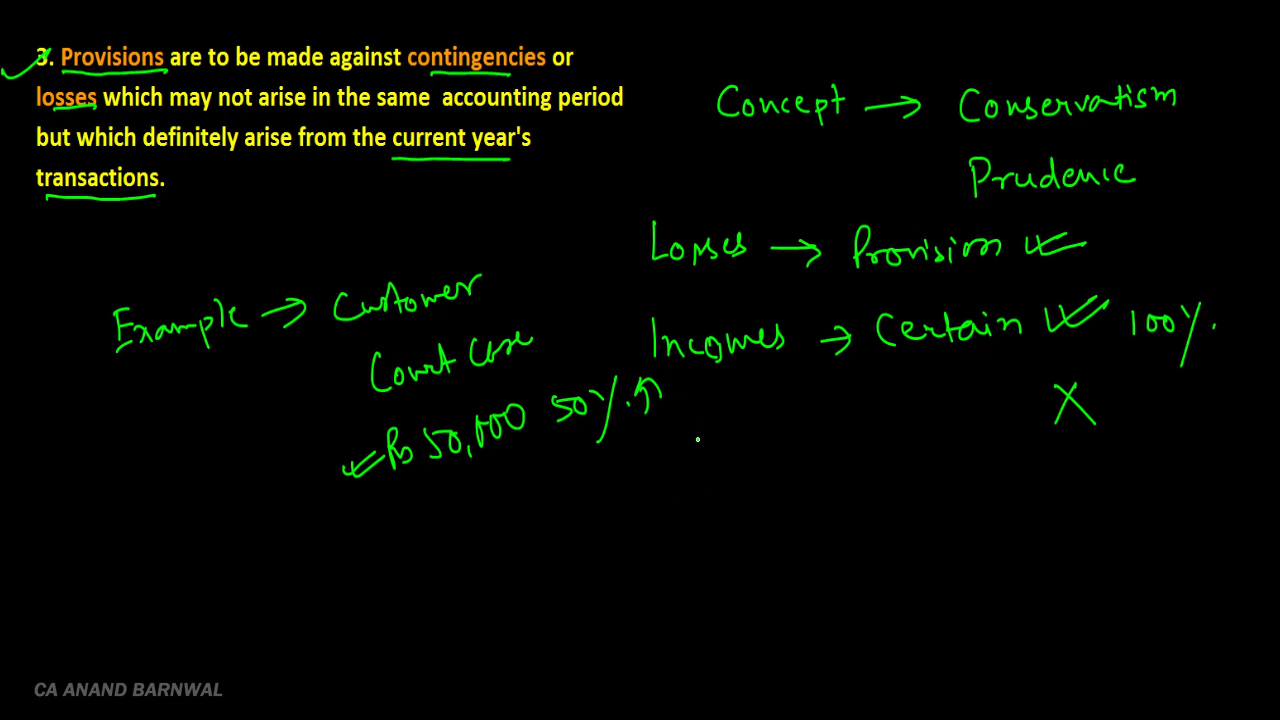 3. Provisions are to be made against contingencies or
losses which may not arise in the same accounting period
but which definitely arise from the current year's
transactions.
Concept → Conservatism
Prudence
Losses → Provision
Incomes → Certain 100%.
Example → Customer
Court Case
Rs 50,000 50%.↑
CA ANAND BARNWAL